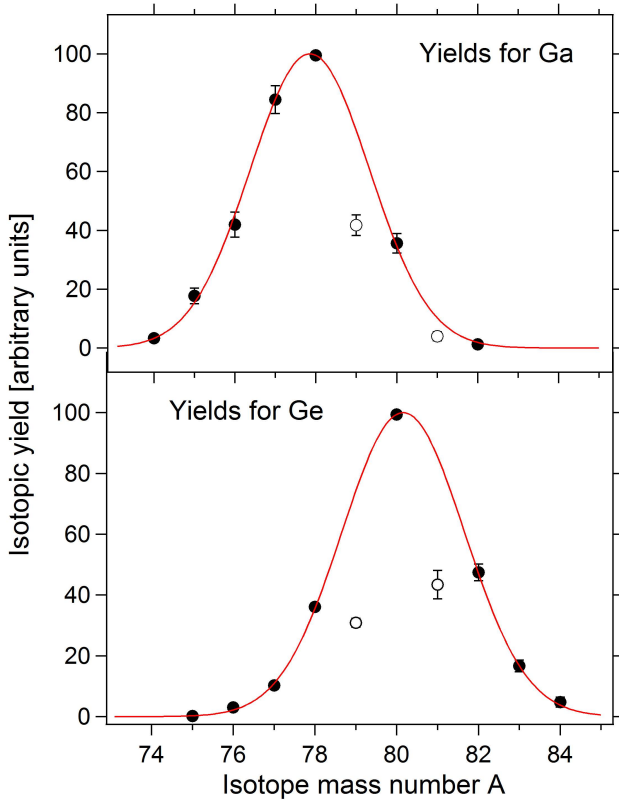 Yields for Ga
100
80
60
40
20
0
Isotopic yield [arbitrary units]
Yields for Ge
100
80
60
40
20
0
74 76 78 80 82 84
Isotope mass number A